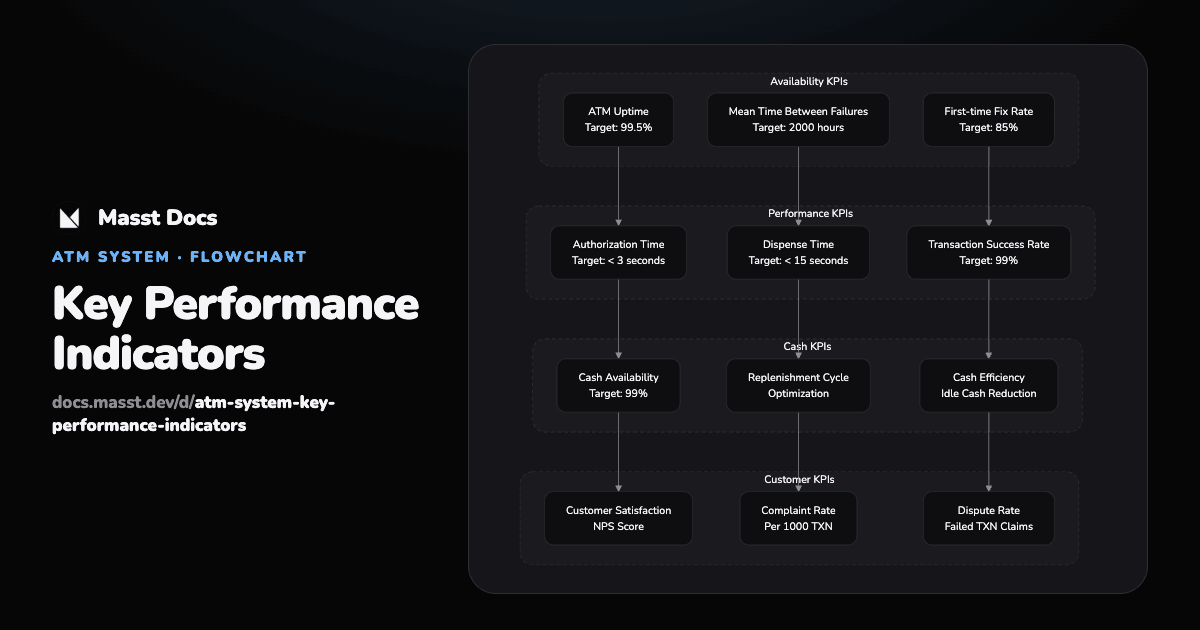 Masst Docs
ATM SYSTEM · FLOWCHART
Key Performance
Indicators
docs.masst.dev/d/atm-system-key-
performance-indicators
Availability KPIs
ATM Uptime
Target: 99.5%
Mean Time Between Failures
Target: 2000 hours
First-time Fix Rate
Target: 85%
Performance KPIs
Authorization Time
Target: < 3 seconds
Dispense Time
Target: < 15 seconds
Transaction Success Rate
Target: 99%
Cash KPIs
Cash Availability
Target: 99%
Replenishment Cycle
Optimization
Cash Efficiency
Idle Cash Reduction
Customer KPIs
Customer Satisfaction
NPS Score
Complaint Rate
Per 1000 TXN
Dispute Rate
Failed TXN Claims